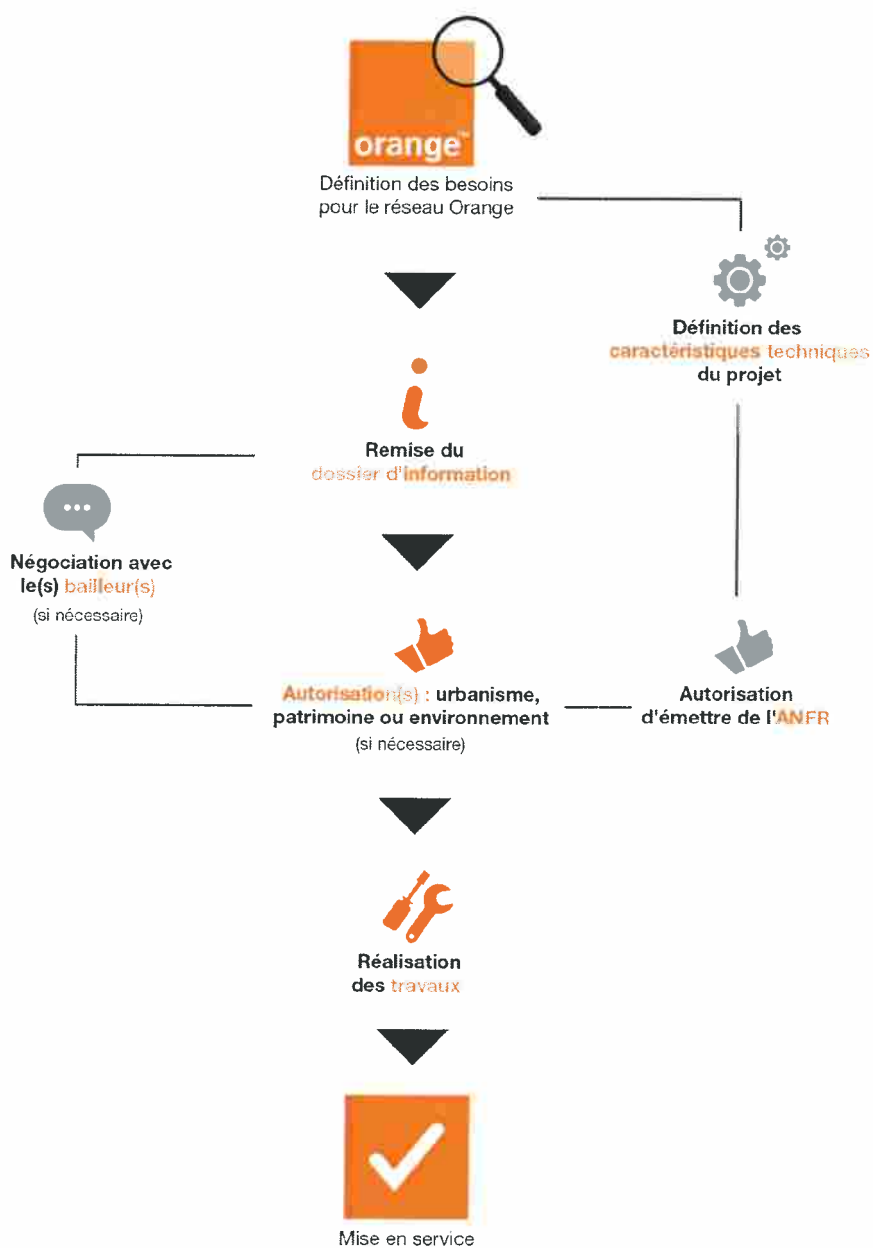 orange™
Définition des besoins
pour le réseau Orange
Définition des
caractéristiques techniques
du projet
Remise du
dossier d'information
Négociation avec
le(s) bailleur(s)
(si nécessaire)
Autorisation(s) : urbanisme,
patrimoine ou environnement
(si nécessaire)
Autorisation
d'émettre de l'ANFR
Réalisation
des travaux
Mise en service